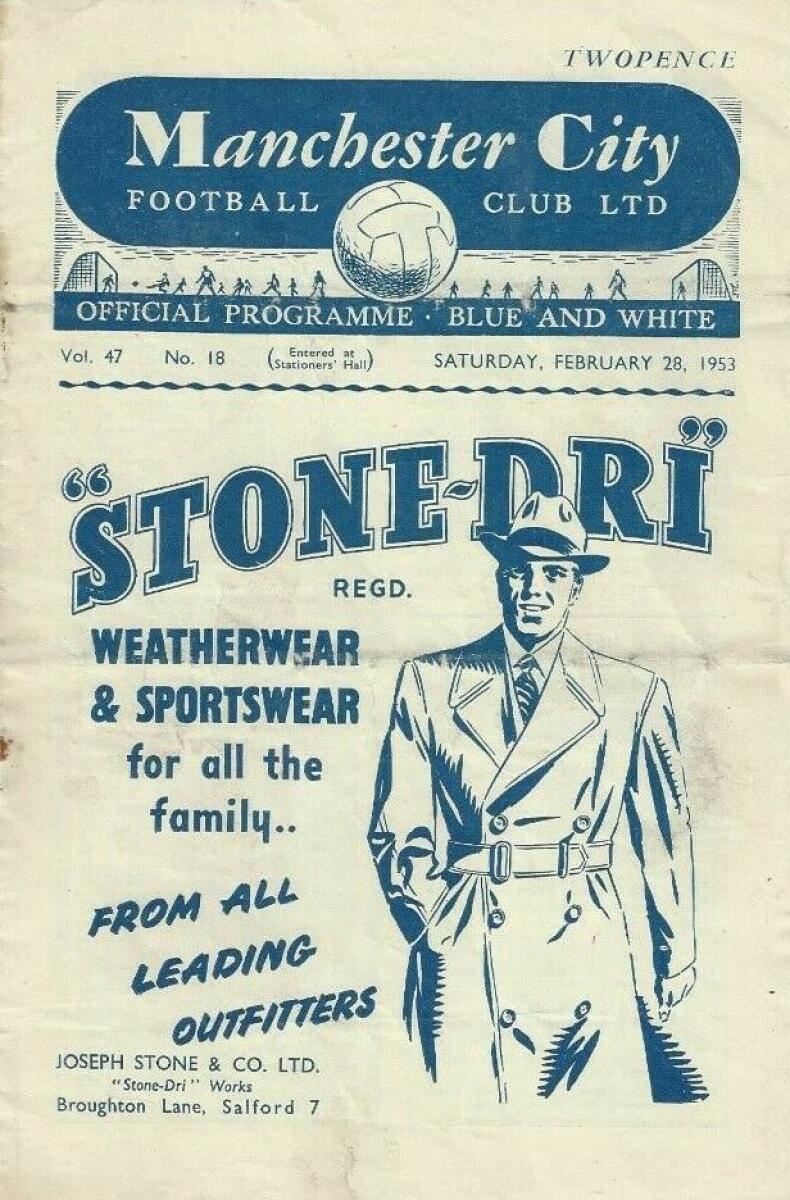 TWOPENCE
Manchester City
FOOTBALL CLUB LTD
OFFICIAL PROGRAMME · BLUE AND WHITE
Vol. 47 No. 18 (Entered at Stationers' Hall) SATURDAY, FEBRUARY 28, 1953
"STONE-DRI"
REGD.
WEATHERWEAR
& SPORTSWEAR
for all the
family..
FROM ALL
LEADING
OUTFITTERS
JOSEPH STONE & CO. LTD.
"Stone-Dri" Works
Broughton Lane, Salford 7